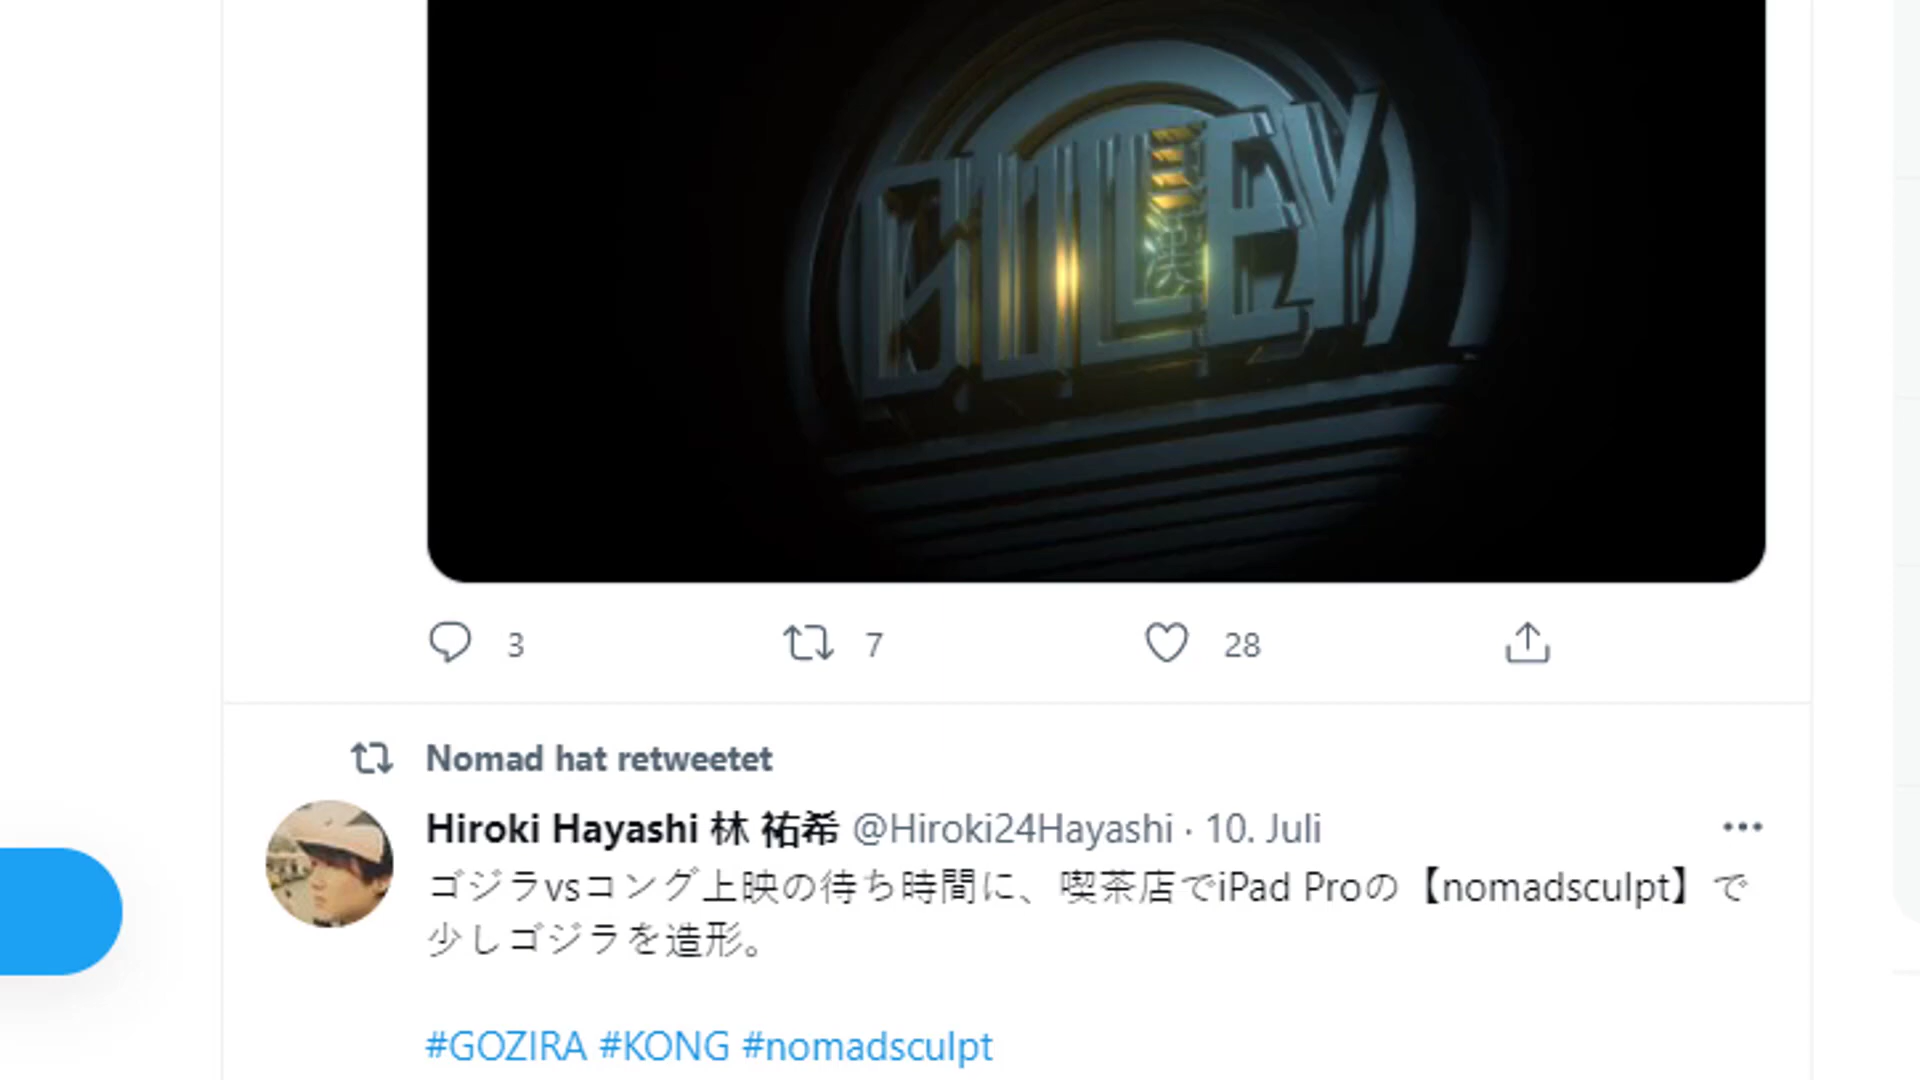 3 7 28
Nomad hat retweetet
Hiroki Hayashi 林 祐希 @Hiroki24Hayashi · 10. Juli
ゴジラvsコング上映の待ち時間に、喫茶店でiPad Proの【nomadsculpt】で
少しゴジラを造形。
#GOZIRA #KONG #nomadsculpt